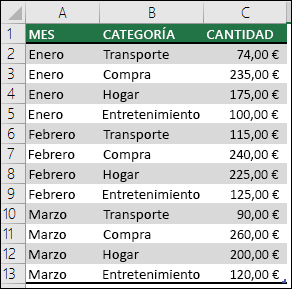 A B C
1 MES CATEGORÍA CANTIDAD
2 Enero Transporte 74,00 €
3 Enero Compra 235,00 €
4 Enero Hogar 175,00 €
5 Enero Entretenimiento 100,00 €
6 Febrero Transporte 115,00 €
7 Febrero Compra 240,00 €
8 Febrero Hogar 225,00 €
9 Febrero Entretenimiento 125,00 €
10 Marzo Transporte 90,00 €
11 Marzo Compra 260,00 €
12 Marzo Hogar 200,00 €
13 Marzo Entretenimiento 120,00 €